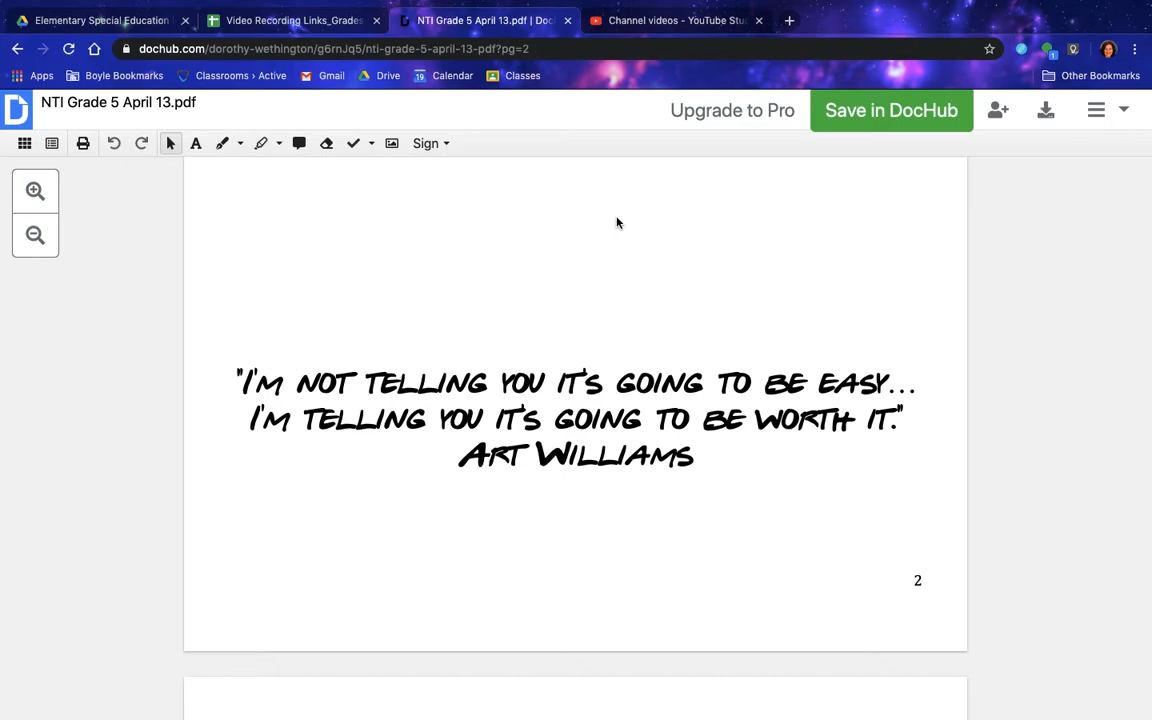 Elementary Special Education
Video Recording Links_Grades
NTI Grade 5 April 13.pdf | Doc
Channel videos - YouTube Stu
dochub.com/dorothy-wethington/g6rnJq5/nti-grade-5-april-13-pdf?pg=2
1
Apps
Boyle Bookmarks
Classrooms > Active
Gmail
Drive
19
Calendar
Classes
Other Bookmarks
NTI Grade 5 April 13.pdf
Upgrade to Pro
Save in DocHub
A
Sign
"I'M NOT TELLING YOU IT'S GOING TO BE EASY...
I'M TELLING YOU IT'S GOING TO BE WORTH IT."
ART WILLIAMS
2